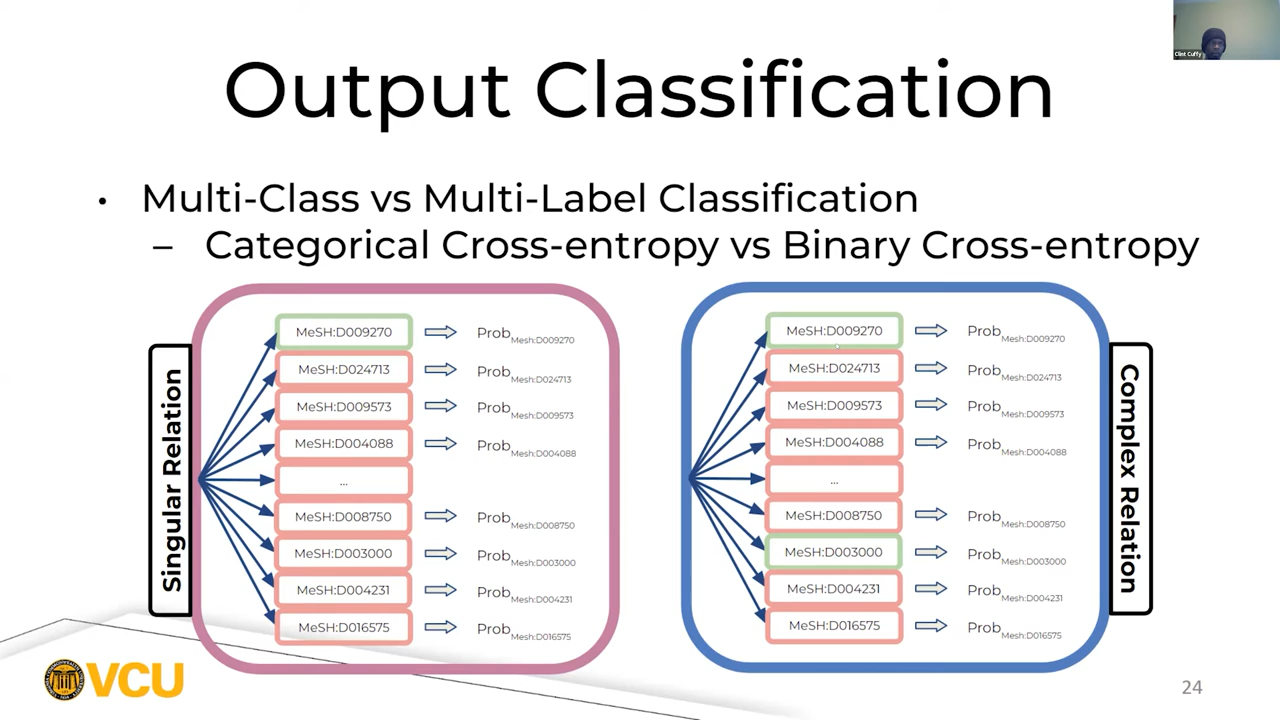 Clint Cuffy
Output Classification
• Multi-Class vs Multi-Label Classification
– Categorical Cross-entropy vs Binary Cross-entropy
Singular Relation
MeSH:D009270 Prob Mesh:D009270
MeSH:D024713 Prob Mesh:D024713
MeSH:D009573 Prob Mesh:D009573
MeSH:D004088 Prob Mesh:D004088
...
MeSH:D008750 Prob Mesh:D008750
MeSH:D003000 Prob Mesh:D003000
MeSH:D004231 Prob Mesh:D004231
MeSH:D016575 Prob Mesh:D016575
MeSH:D009270 Prob Mesh:D009270
MeSH:D024713 Prob Mesh:D024713
MeSH:D009573 Prob Mesh:D009573
MeSH:D004088 Prob Mesh:D004088
...
MeSH:D008750 Prob Mesh:D008750
MeSH:D003000 Prob Mesh:D003000
MeSH:D004231 Prob Mesh:D004231
MeSH:D016575 Prob Mesh:D016575
Complex Relation
VCU
24